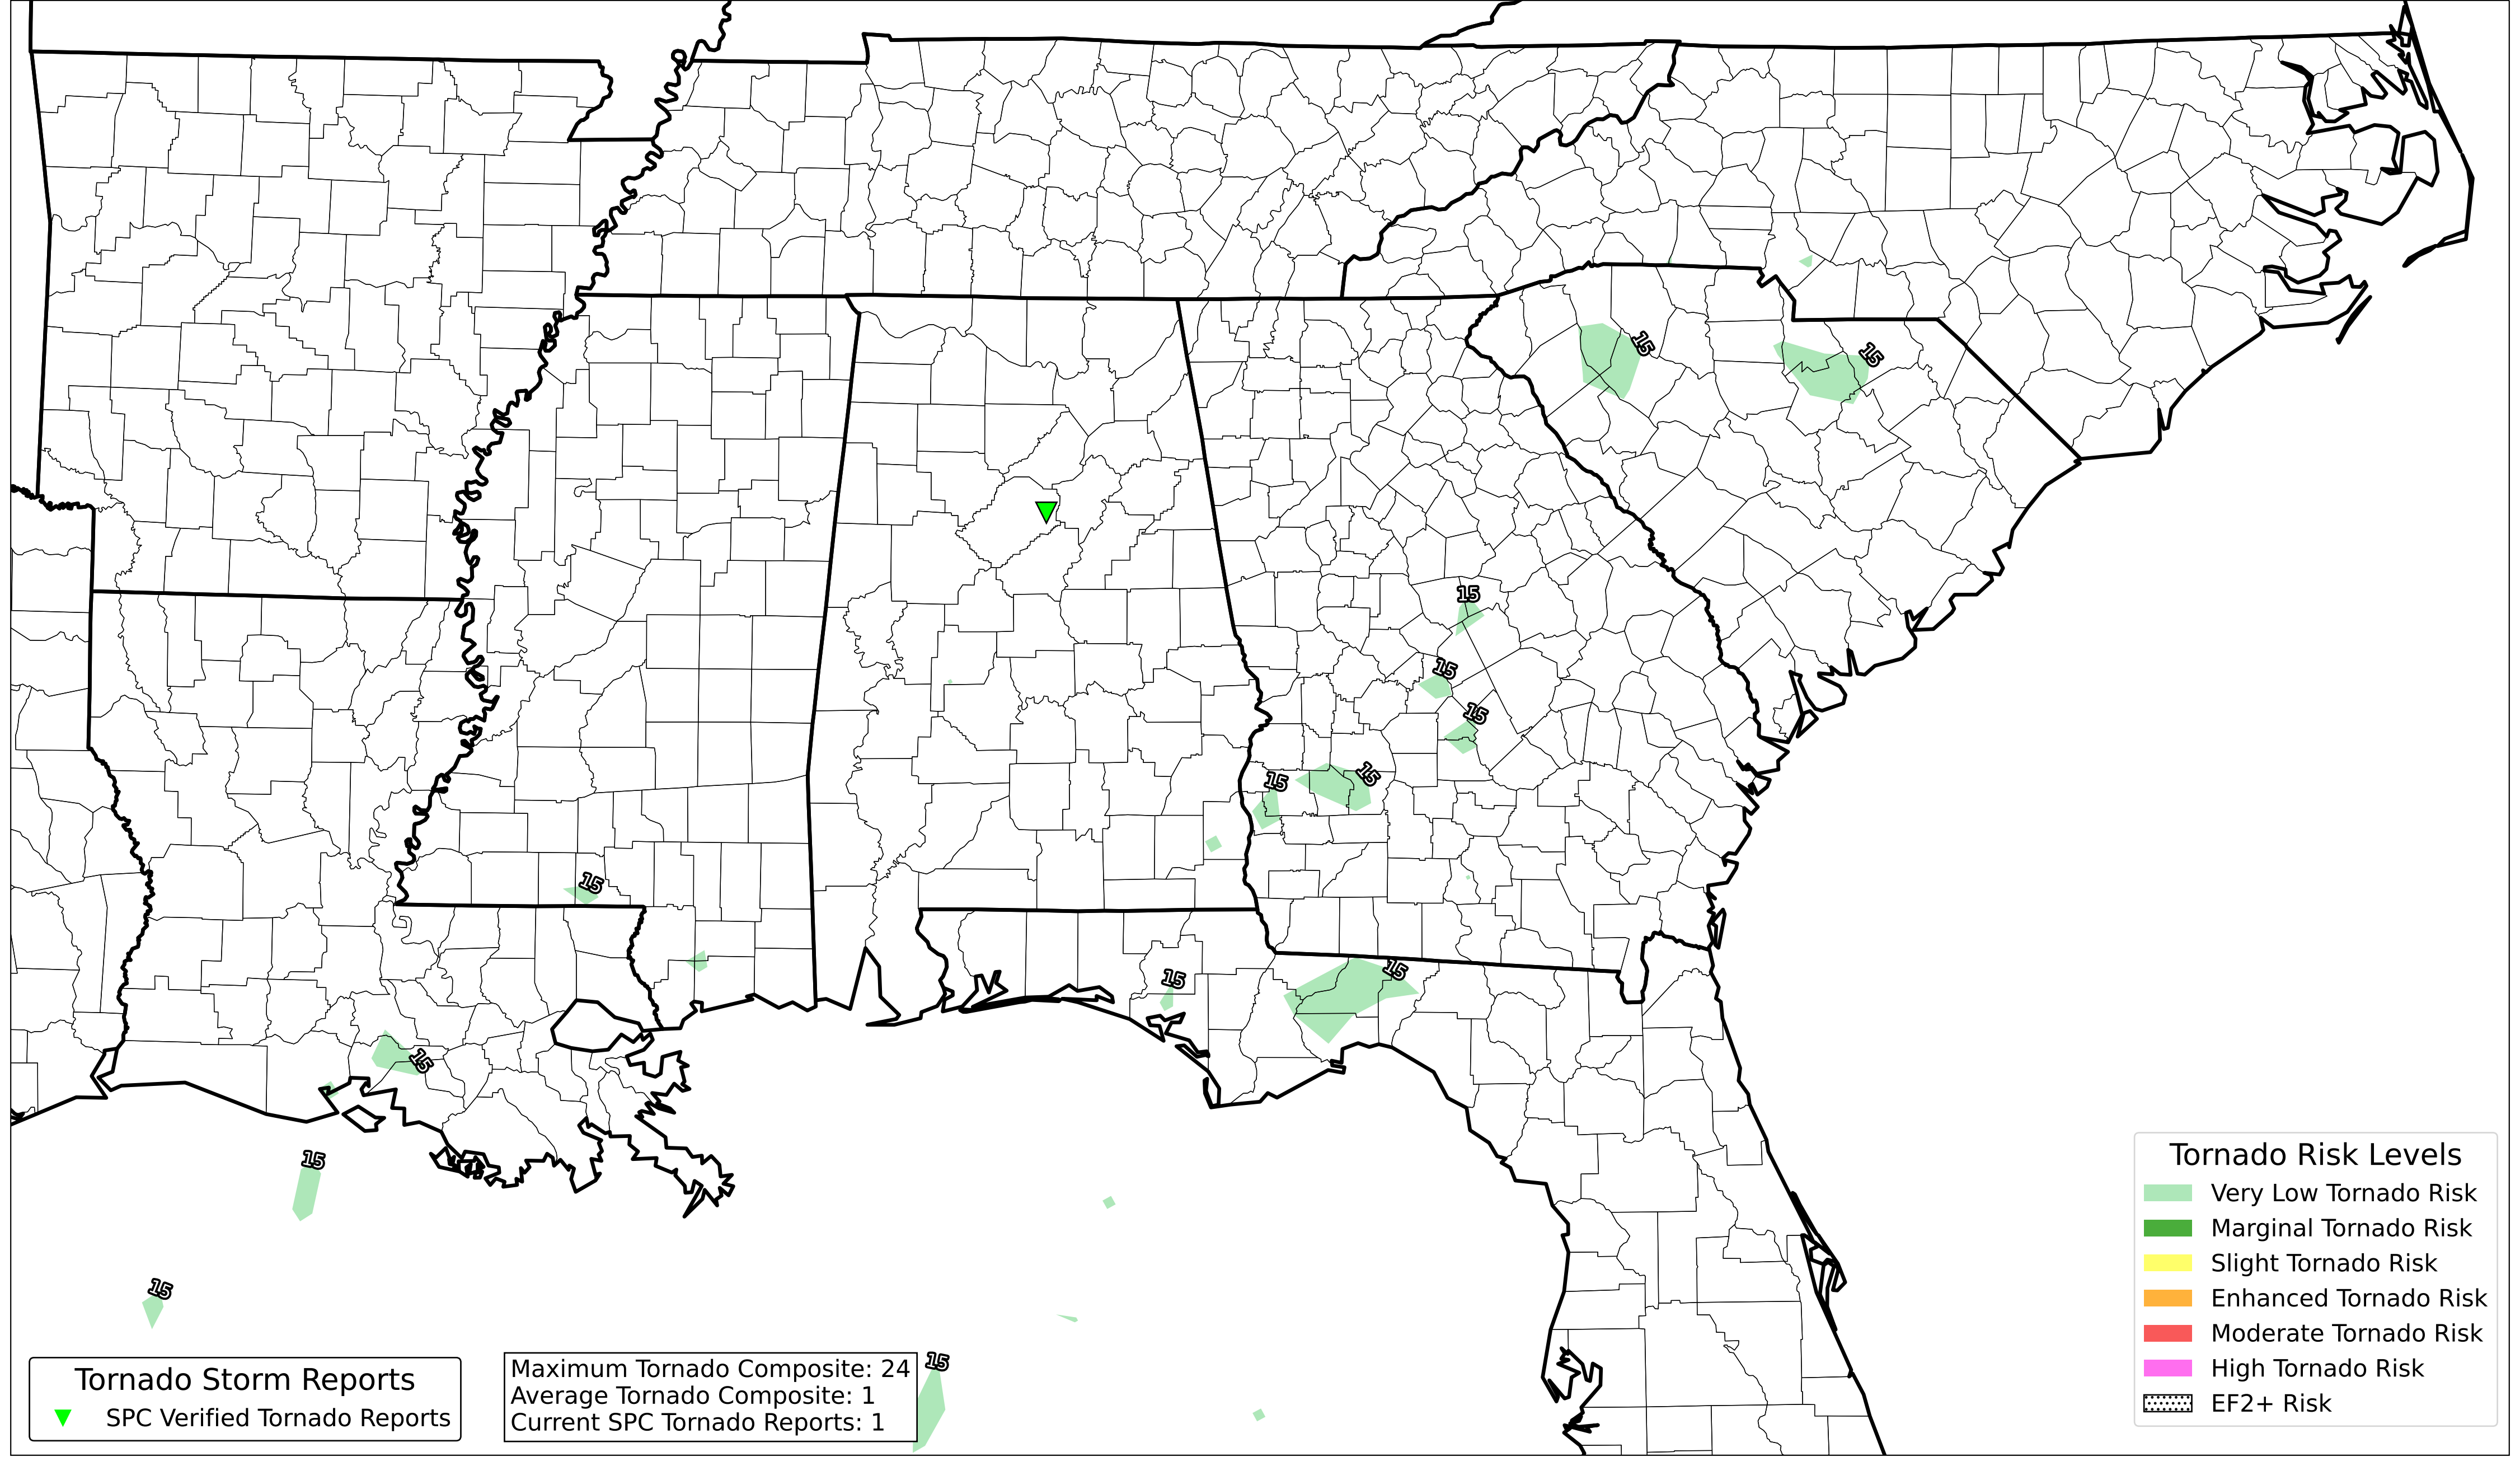 15
15
15
15
15
15
15
15
15
15
15
15
15
15
Tornado Storm Reports
SPC Verified Tornado Reports
Maximum Tornado Composite: 24
Average Tornado Composite: 1
Current SPC Tornado Reports: 1
Tornado Risk Levels
Very Low Tornado Risk
Marginal Tornado Risk
Slight Tornado Risk
Enhanced Tornado Risk
Moderate Tornado Risk
High Tornado Risk
EF2+ Risk